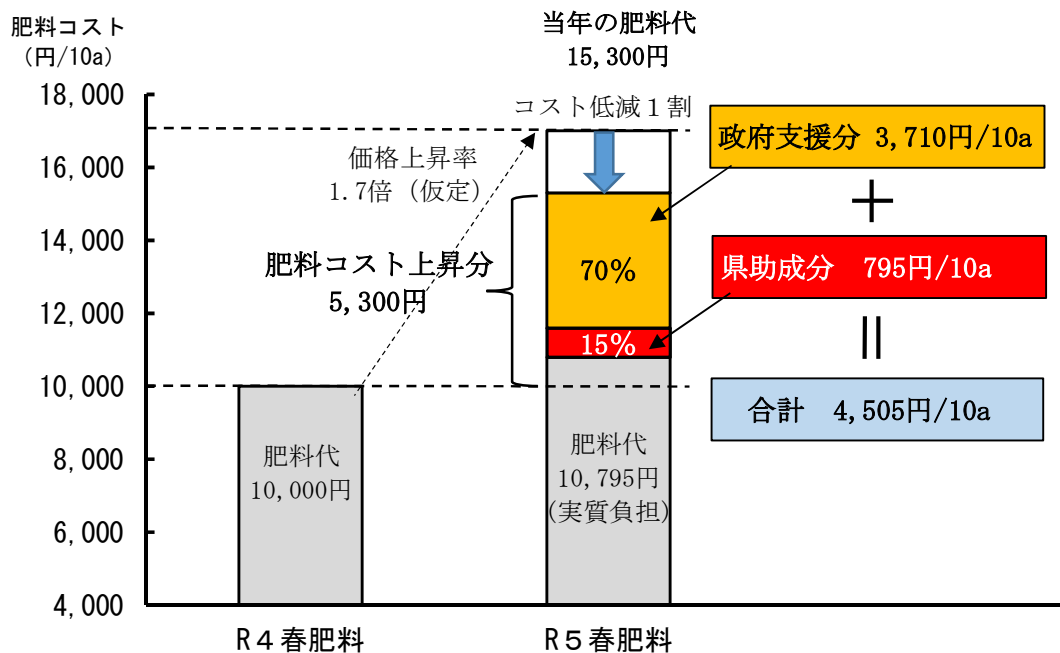 肥料コスト
（円/10a）
当年の肥料代
15,300円
18,000
16,000
14,000
12,000
10,000
8,000
6,000
4,000
コスト低減１割
価格上昇率
1.7倍（仮定）
肥料コスト上昇分
5,300円
70%
15%
肥料代
10,000円
肥料代
10,795円
(実質負担)
政府支援分 3,710円/10a
＋
県助成分 795円/10a
＝
合計 4,505円/10a
R４春肥料
R５春肥料